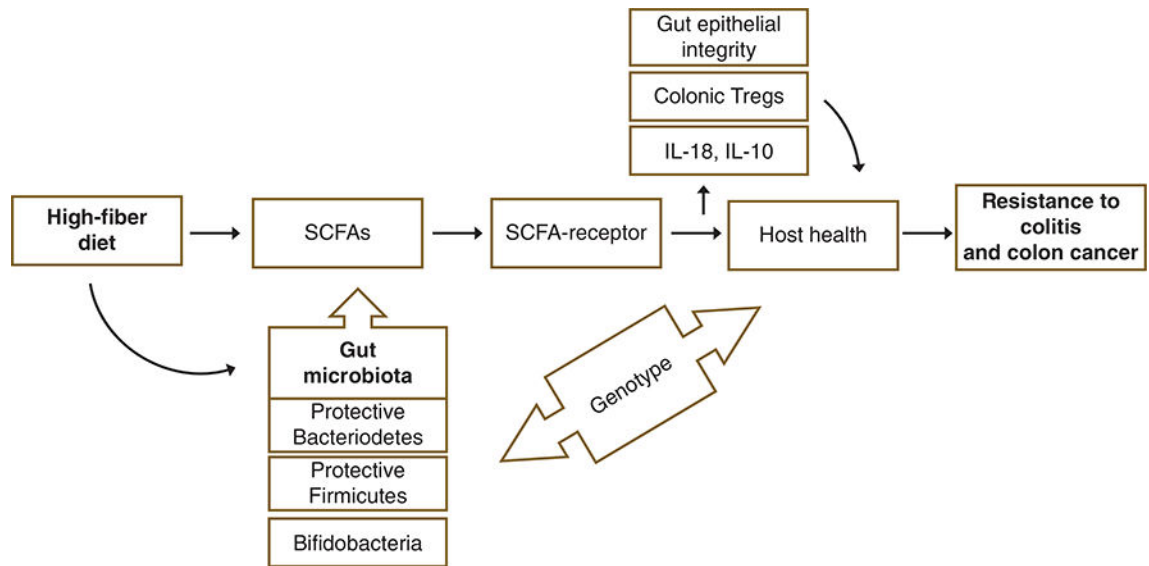 Gut epithelial
integrity
Colonic Tregs
IL-18, IL-10
High-fiber
diet
SCFAs
SCFA-receptor
Host health
Resistance to
colitis
and colon cancer
Gut
microbiota
Protective
Bacteriodetes
Protective
Firmicutes
Bifidobacteria
Genotype